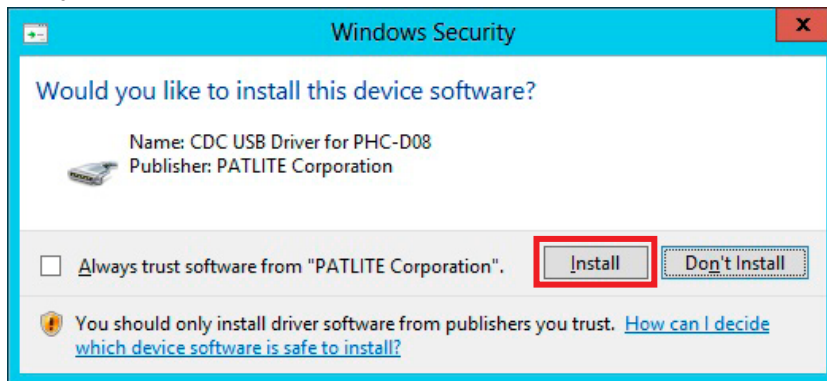 Windows Security
x
Would you like to install this device software?
Name: CDC USB Driver for PHC-D08
Publisher: PATLITE Corporation
Always trust software from "PATLITE Corporation".
Install
Don't Install
You should only install driver software from publishers you trust. How can I decide
which device software is safe to install?